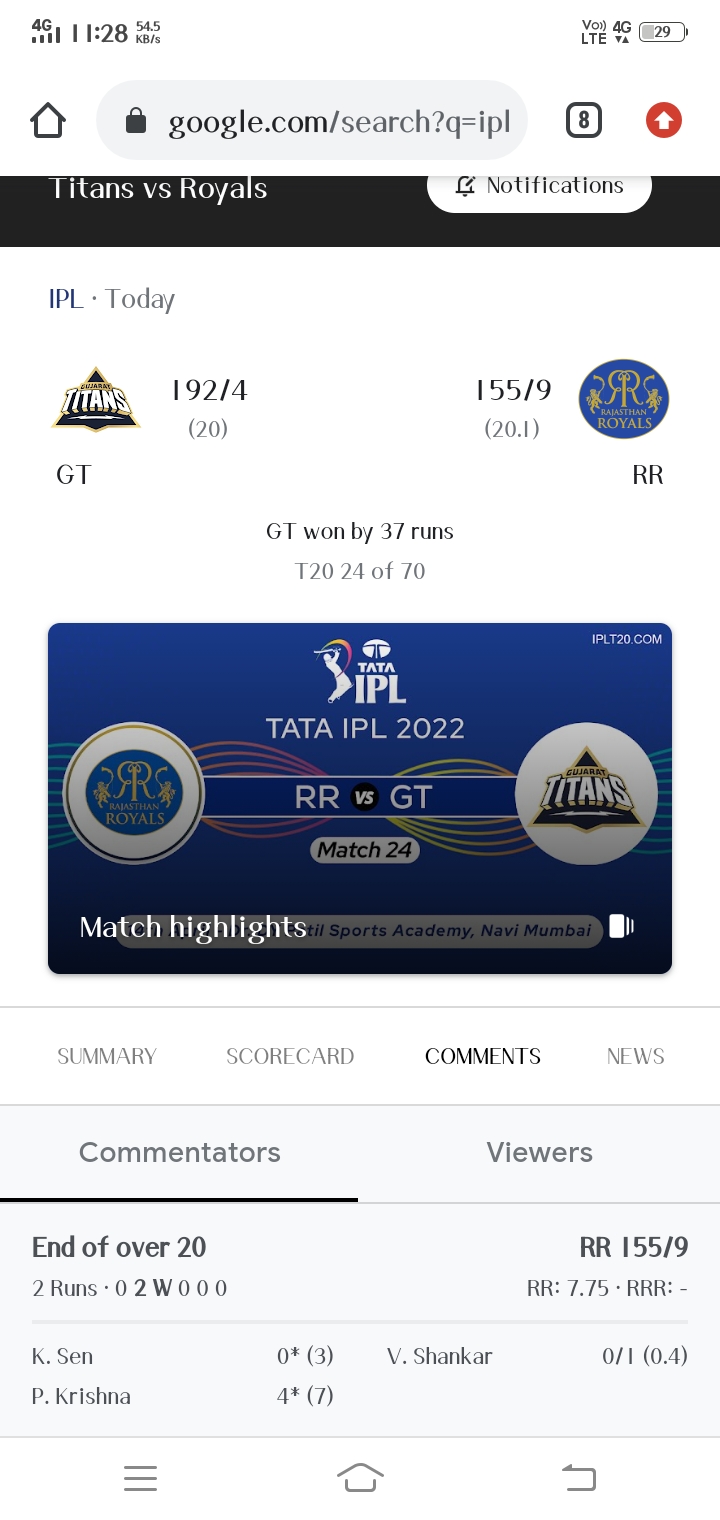 4G 11:28 54.5 KB/s Vo)) LTE 4G 29
google.com/search?q=ipl 8
Titans vs Royals Notifications
IPL · Today
GUJARAT TITANS 192/4 155/9 RR RAJASTHAN ROYALS
(20) (20.1)
GT RR
GT won by 37 runs
T20 24 of 70
IPLT20.COM
TATA
IPL
TATA IPL 2022
RR RAJASTHAN ROYALS
RR VS GT
GUJARAT TITANS
Match 24
Match highlights
Sports Academy, Navi Mumbai
SUMMARY SCORECARD COMMENTS NEWS
Commentators Viewers
End of over 20 RR 155/9
2 Runs · 0 2 W 0 0 0 RR: 7.75 · RRR: -
K. Sen 0* (3) V. Shankar 0/1 (0.4)
P. Krishna 4* (7)